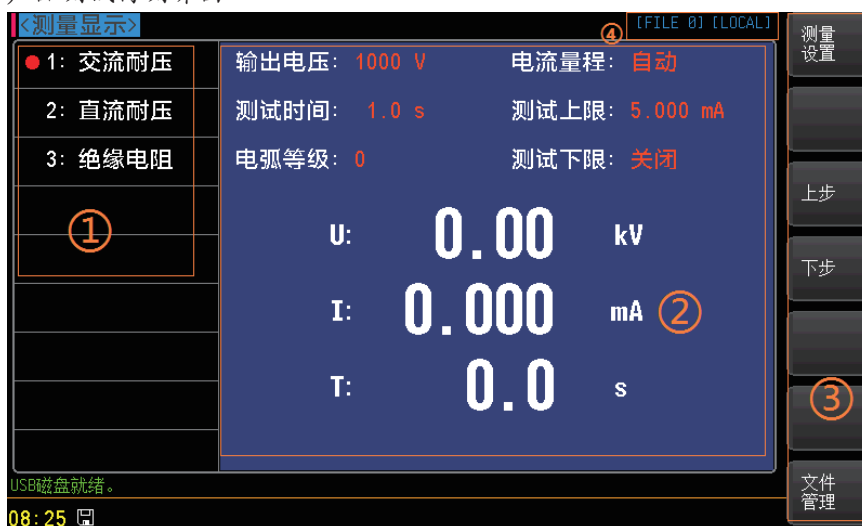 <测量显示>
④
[FILE 0] [LOCAL]
测量
设置
1: 交流耐压
输出电压: 1000 V
电流量程: 自动
2: 直流耐压
测试时间: 1.0 s
测试上限: 5.000 mA
3: 绝缘电阻
电弧等级: 0
测试下限: 关闭
上步
①
U: 0.00 kV
下步
I: 0.000 mA ②
T: 0.0 s
③
USB磁盘就绪。
文件
管理
08:25